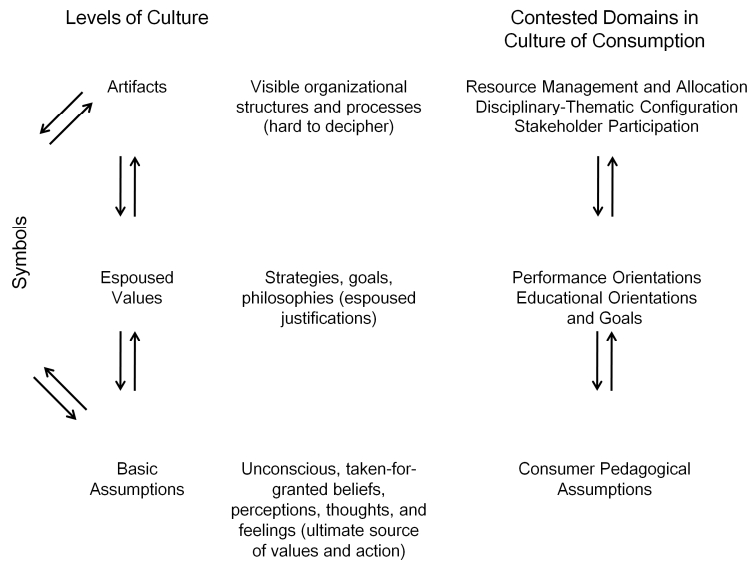 Levels of Culture
Contested Domains in
Culture of Consumption
Artifacts
Visible organizational
structures and processes
(hard to decipher)
Resource Management and Allocation
Disciplinary-Thematic Configuration
Stakeholder Participation
Symbols
Espoused
Values
Strategies, goals,
philosophies (espoused
justifications)
Performance Orientations
Educational Orientations
and Goals
Basic
Assumptions
Unconscious, taken-for-
granted beliefs,
perceptions, thoughts, and
feelings (ultimate source
of values and action)
Consumer Pedagogical
Assumptions